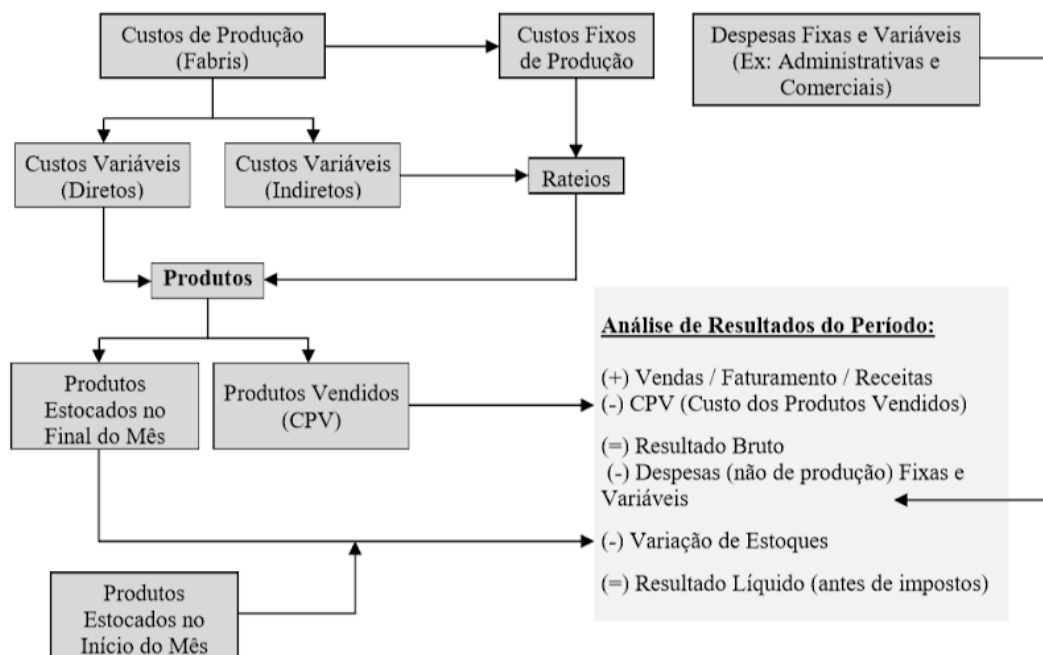 Custos de Produção
(Fabris)
Custos Fixos
de Produção
Despesas Fixas e Variáveis
(Ex: Administrativas e
Comerciais)
Custos Variáveis
(Diretos)
Custos Variáveis
(Indiretos)
Rateios
Produtos
Produtos
Estocados no
Final do Mês
Produtos Vendidos
(CPV)
Produtos
Estocados no
Início do Mês
Análise de Resultados do Período:
(+) Vendas / Faturamento / Receitas
(-) CPV (Custo dos Produtos Vendidos)
(=) Resultado Bruto
(-) Despesas (não de produção) Fixas e
Variáveis
(-) Variação de Estoques
(=) Resultado Líquido (antes de impostos)